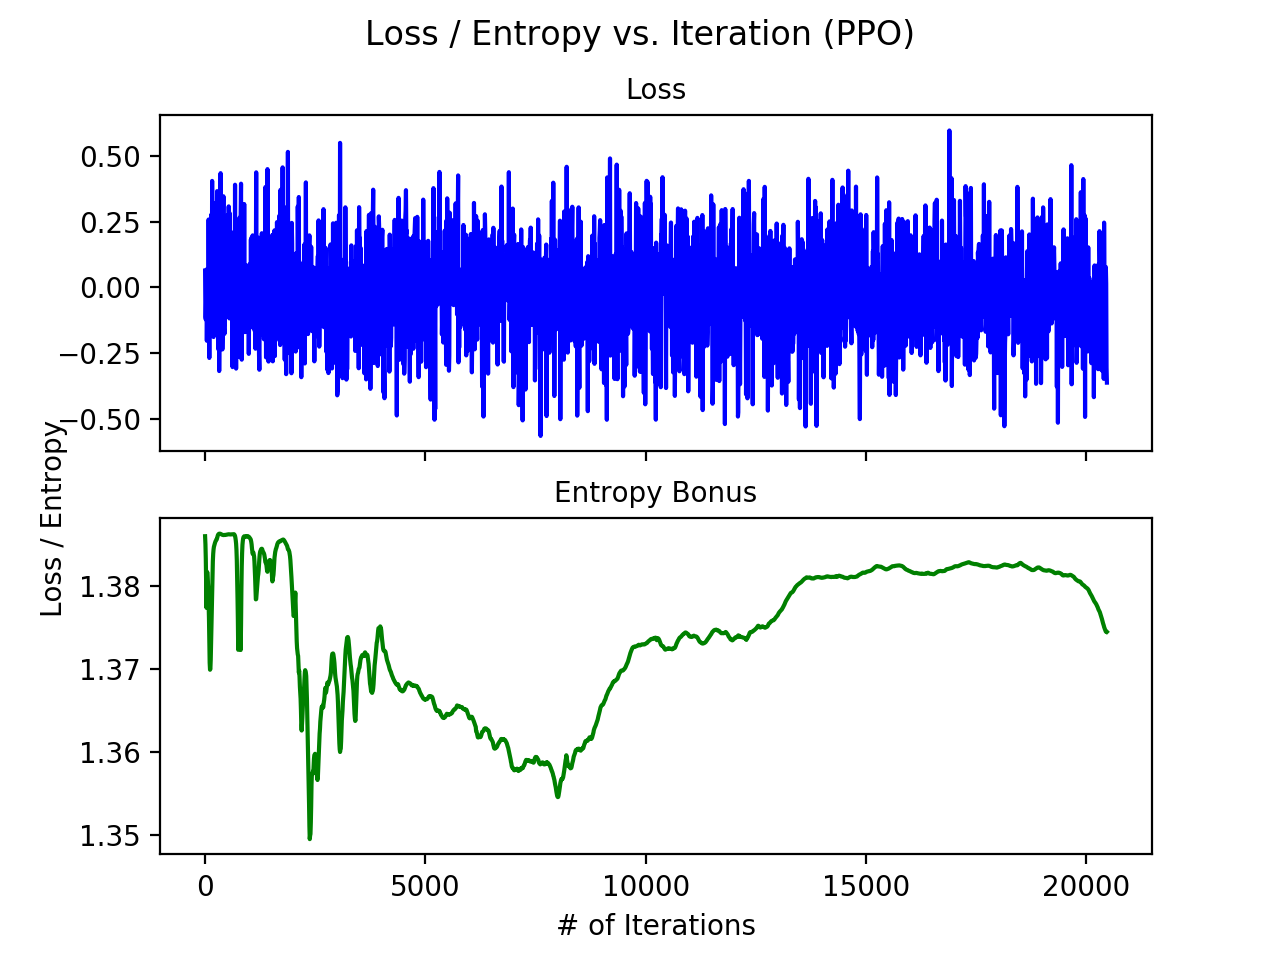 Loss / Entropy vs. Iteration (PPO)
Loss
0.50
0.25
0.00
−0.25
−0.50
Loss / Entropy
Entropy Bonus
1.38
1.37
1.36
1.35
0 5000 10000 15000 20000
# of Iterations